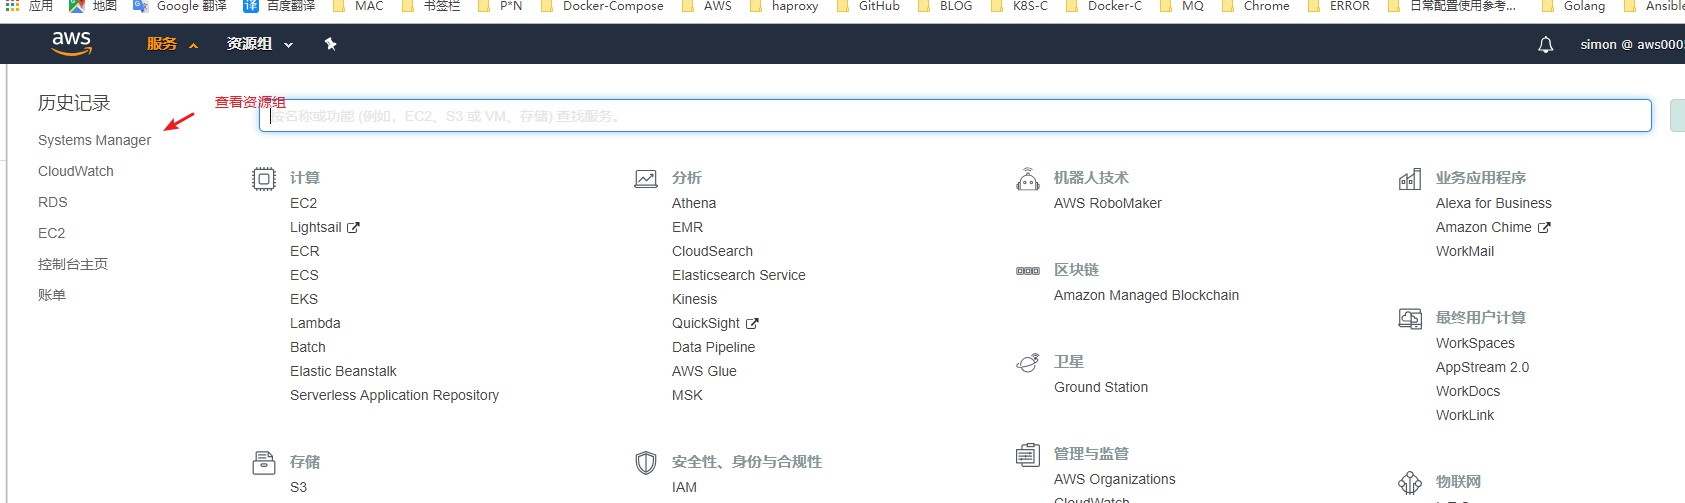 应用 地图 Google 翻译 百度翻译 MAC 书签栏 P*N Docker-Compose AWS haproxy GitHub BLOG K8S-C Docker-C MQ Chrome ERROR 日常配置使用参考... Golang Ansible
aws 服务 资源组 simon @ aws000
历史记录
Systems Manager
CloudWatch
RDS
EC2
控制台主页
账单
查看资源组
按名称或功能 (例如，EC2、S3 或 VM、存储) 查找服务。
计算
EC2
Lightsail
ECR
ECS
EKS
Lambda
Batch
Elastic Beanstalk
Serverless Application Repository
存储
S3
分析
Athena
EMR
CloudSearch
Elasticsearch Service
Kinesis
QuickSight
Data Pipeline
AWS Glue
MSK
安全性、身份与合规性
IAM
机器人技术
AWS RoboMaker
区块链
Amazon Managed Blockchain
卫星
Ground Station
管理与监管
AWS Organizations
CloudWatch
业务应用程序
Alexa for Business
Amazon Chime
WorkMail
最终用户计算
WorkSpaces
AppStream 2.0
WorkDocs
WorkLink
物联网